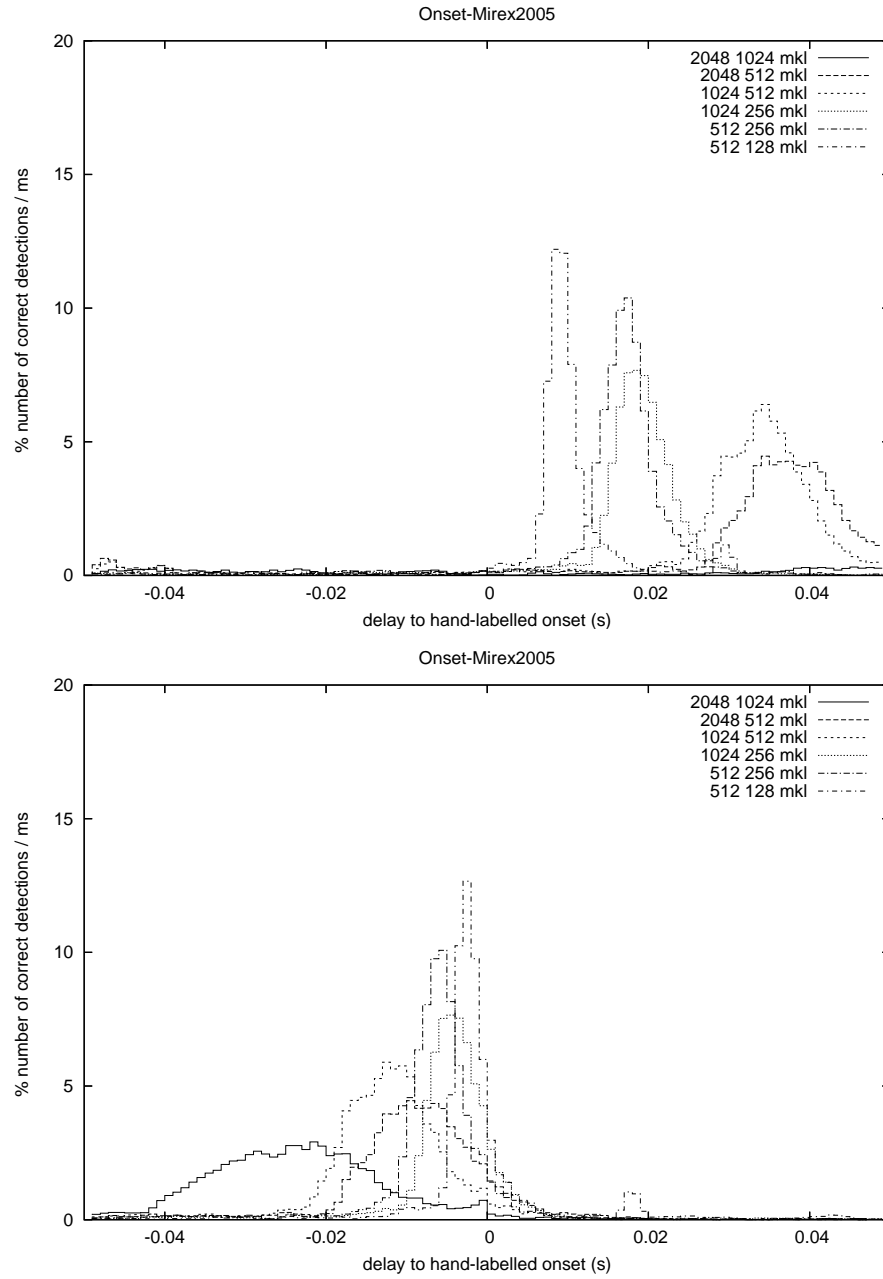 Onset-Mirex2005
20
15
10
5
0
% number of correct detections / ms
2048 1024 mkl
2048 512 mkl
1024 512 mkl
1024 256 mkl
512 256 mkl
512 128 mkl
-0.04 -0.02 0 0.02 0.04
delay to hand-labelled onset (s)
Onset-Mirex2005
20
15
10
5
0
% number of correct detections / ms
2048 1024 mkl
2048 512 mkl
1024 512 mkl
1024 256 mkl
512 256 mkl
512 128 mkl
-0.04 -0.02 0 0.02 0.04
delay to hand-labelled onset (s)